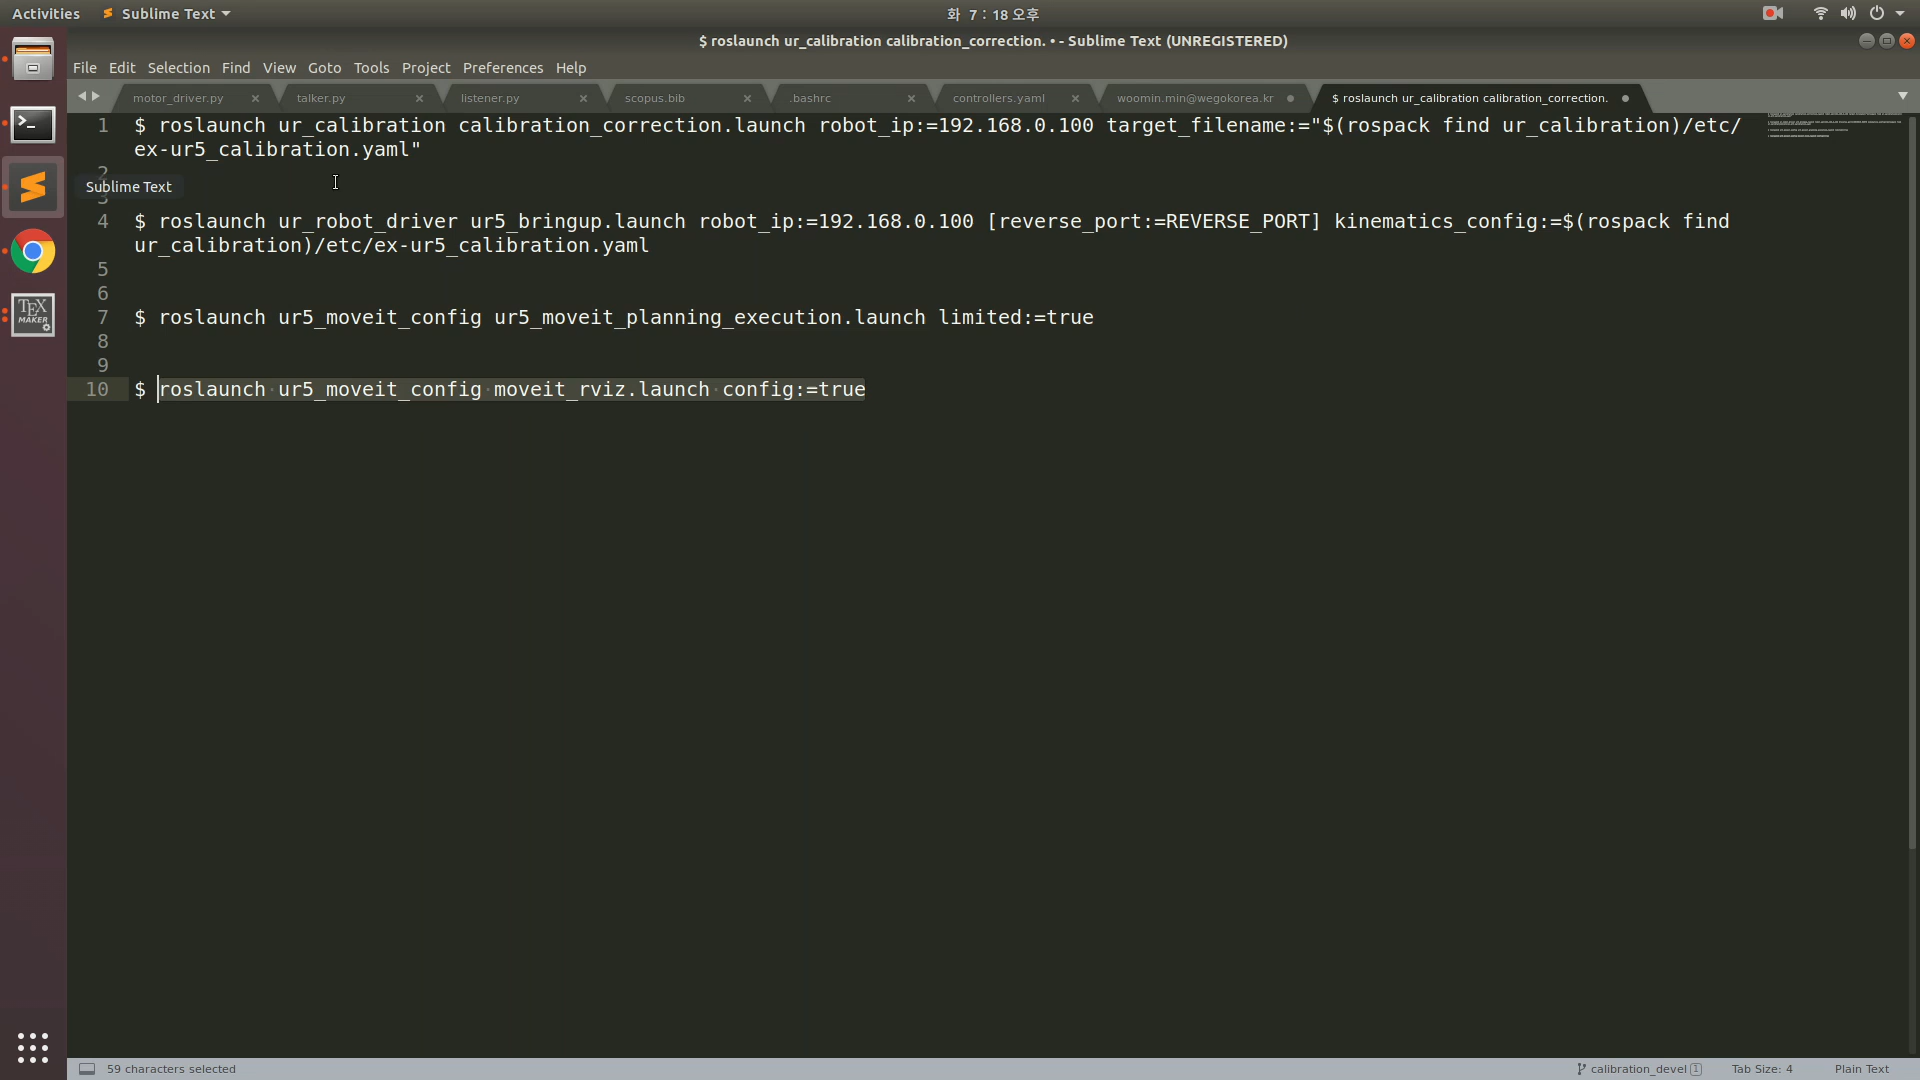 Activities
Sublime Text
화 7 : 18 오후
$ roslaunch ur_calibration calibration_correction. • - Sublime Text (UNREGISTERED)
File Edit Selection Find View Goto Tools Project Preferences Help
motor_driver.py
talker.py
listener.py
scopus.bib
.bashrc
controllers.yaml
woomin.min@wegokorea.kr
$ roslaunch ur_calibration calibration_correction.
1 $ roslaunch ur_calibration calibration_correction.launch robot_ip:=192.168.0.100 target_filename:="$(rospack find ur_calibration)/etc/
ex-ur5_calibration.yaml"
2
Sublime Text
3
4 $ roslaunch ur_robot_driver ur5_bringup.launch robot_ip:=192.168.0.100 [reverse_port:=REVERSE_PORT] kinematics_config:=$(rospack find
ur_calibration)/etc/ex-ur5_calibration.yaml
5
6
7 $ roslaunch ur5_moveit_config ur5_moveit_planning_execution.launch limited:=true
8
9
10 $ roslaunch ur5_moveit_config moveit_rviz.launch config:=true
TEX
MAKER
59 characters selected
calibration_devel 1
Tab Size: 4
Plain Text